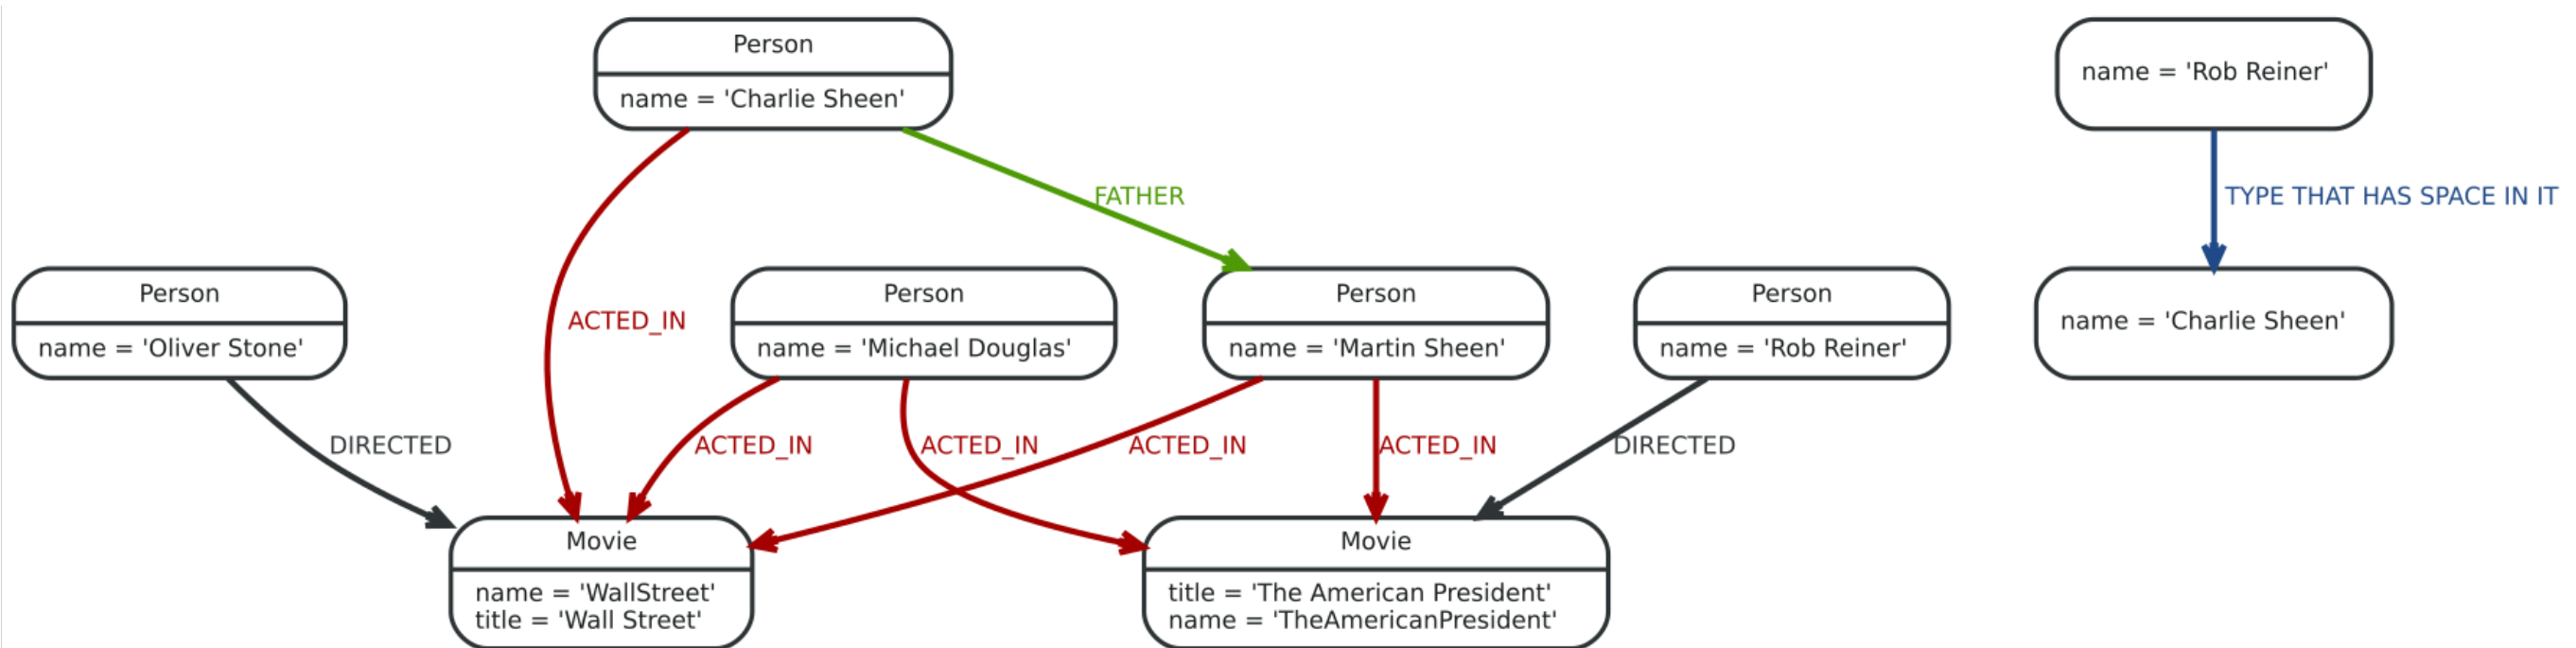 Person
name = 'Charlie Sheen'
name = 'Rob Reiner'
FATHER
TYPE THAT HAS SPACE IN IT
ACTED_IN
Person
name = 'Oliver Stone'
Person
name = 'Michael Douglas'
Person
name = 'Martin Sheen'
Person
name = 'Rob Reiner'
name = 'Charlie Sheen'
DIRECTED
ACTED_IN
ACTED_IN
ACTED_IN
ACTED_IN
DIRECTED
Movie
name = 'WallStreet'
title = 'Wall Street'
Movie
title = 'The American President'
name = 'TheAmericanPresident'